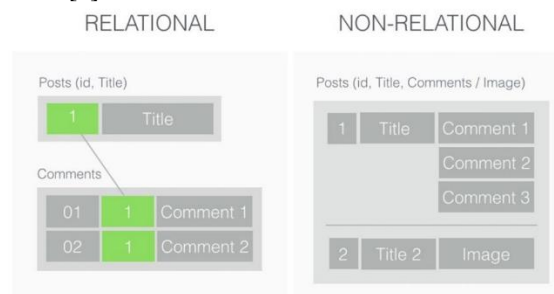 RELATIONAL
Posts (id, Title)
1 Title
Comments
01 1 Comment 1
02 1 Comment 2
NON-RELATIONAL
Posts (id, Title, Comments / Image)
1 Title Comment 1
Comment 2
Comment 3
2 Title 2 Image